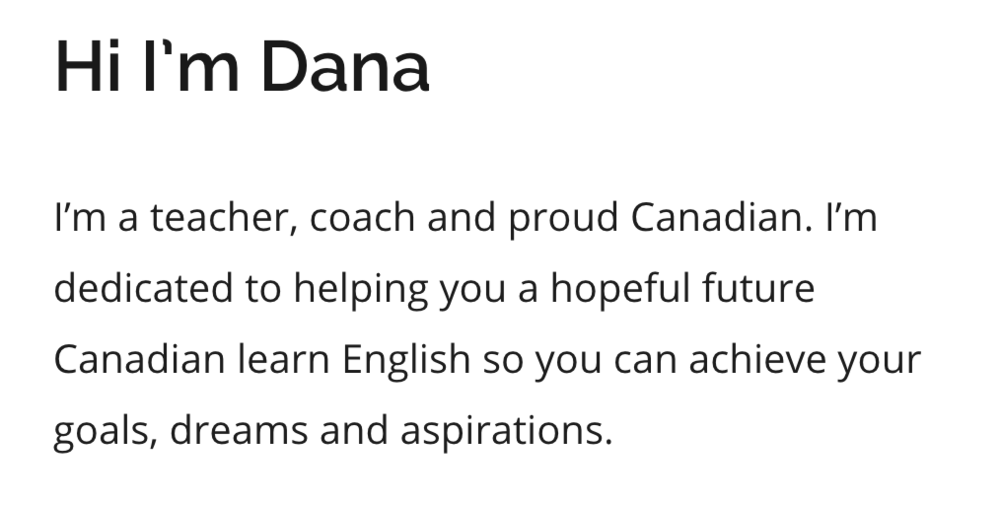 Hi I'm Dana
I’m a teacher, coach and proud Canadian. I’m
dedicated to helping you a hopeful future
Canadian learn English so you can achieve your
goals, dreams and aspirations.